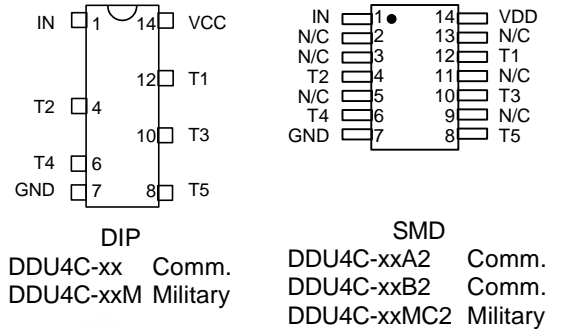 IN 1 14 VCC
12 T1
T2 4
10 T3
T4 6
GND 7 8 T5
DIP
DDU4C-xx Comm.
DDU4C-xxM Military
IN 1 14 VDD
N/C 2 13 N/C
N/C 3 12 T1
T2 4 11 N/C
N/C 5 10 T3
T4 6 9 N/C
GND 7 8 T5
SMD
DDU4C-xxA2 Comm.
DDU4C-xxB2 Comm.
DDU4C-xxMC2 Military